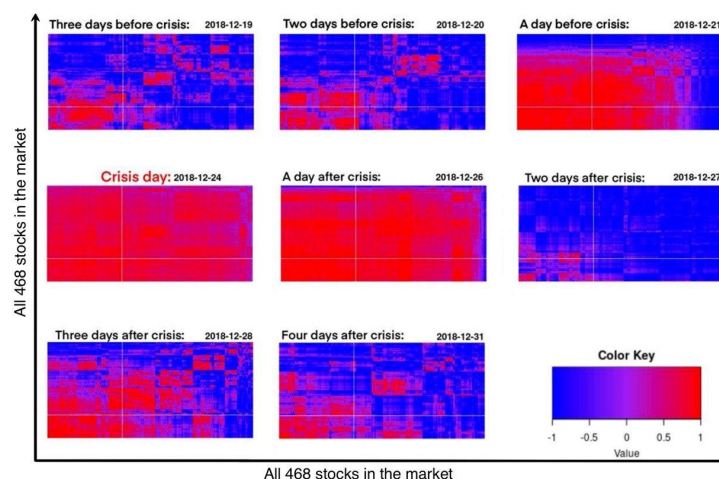 Three days before crisis: 2018-12-19
Two days before crisis: 2018-12-20
A day before crisis: 2018-12-21
Crisis day: 2018-12-24
A day after crisis: 2018-12-26
Two days after crisis: 2018-12-27
Three days after crisis: 2018-12-28
Four days after crisis: 2018-12-31
Color Key
-1 -0.5 0 0.5 1
Value
All 468 stocks in the market
All 468 stocks in the market